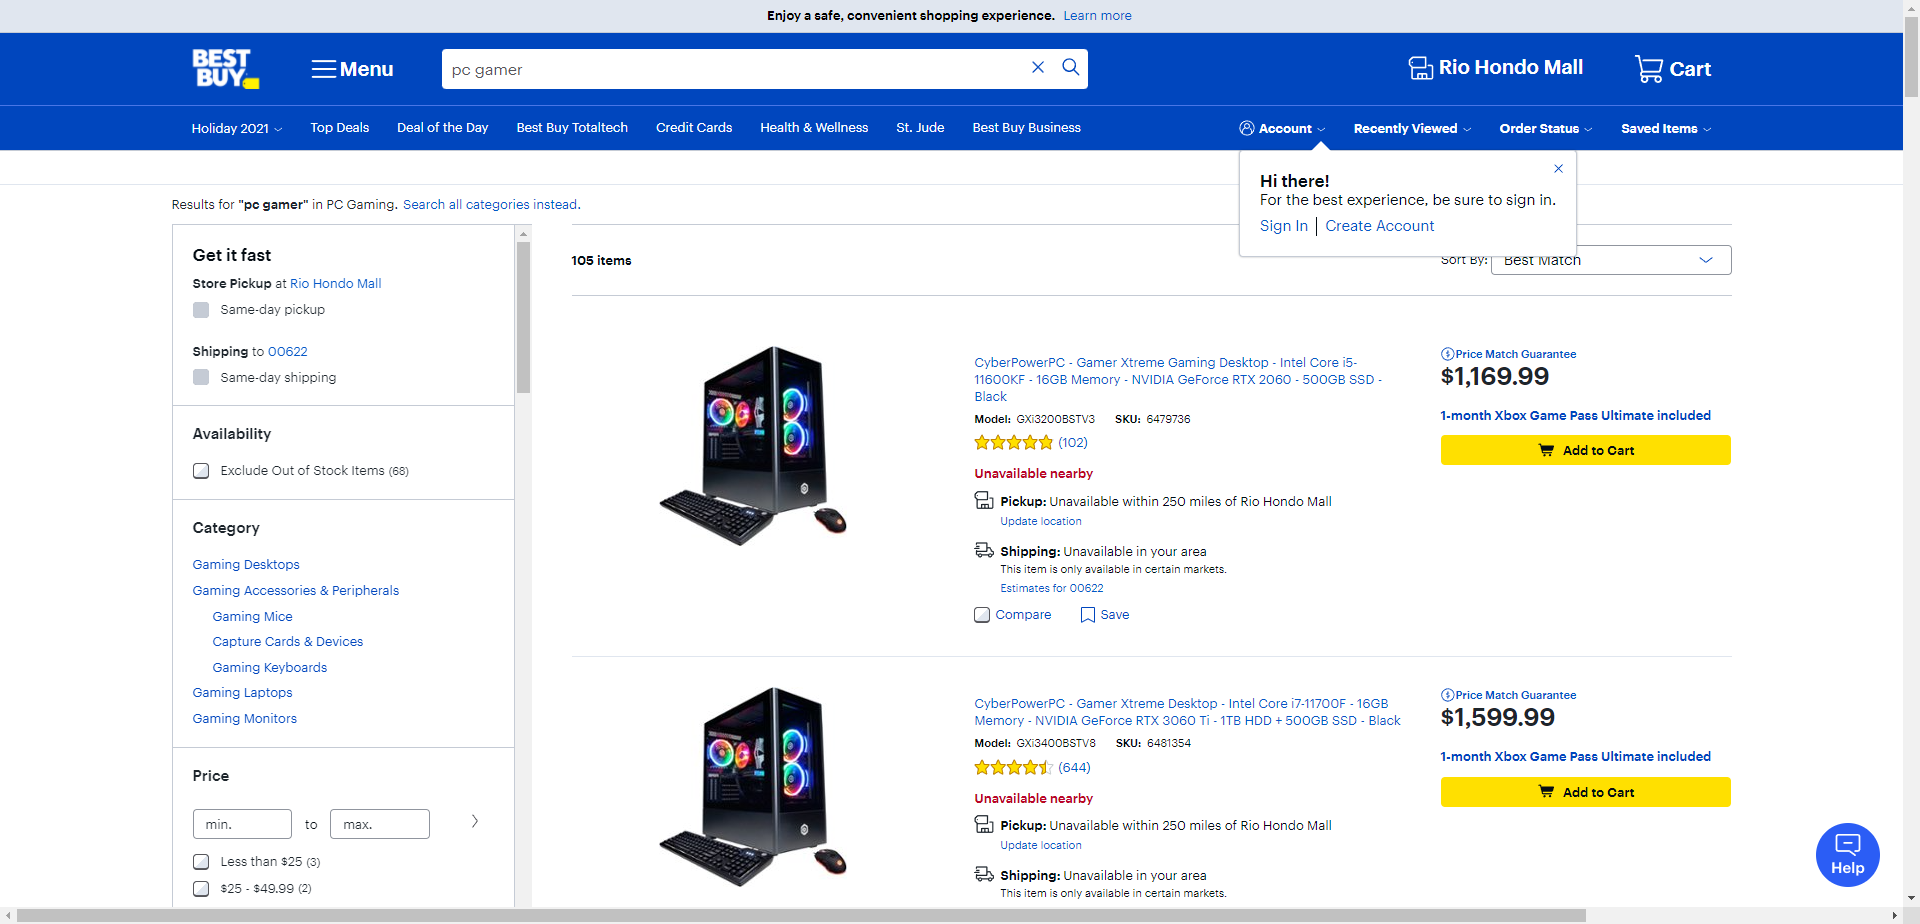 Enjoy a safe, convenient shopping experience. Learn more
BEST BUY
Menu
pc gamer
Rio Hondo Mall
Cart
Holiday 2021
Top Deals
Deal of the Day
Best Buy Totaltech
Credit Cards
Health & Wellness
St. Jude
Best Buy Business
Account
Recently Viewed
Order Status
Saved Items
Hi there!
For the best experience, be sure to sign in.
Sign In | Create Account
Results for "pc gamer" in PC Gaming. Search all categories instead.
Get it fast
Store Pickup at Rio Hondo Mall
Same-day pickup
Shipping to 00622
Same-day shipping
Availability
Exclude Out of Stock Items (68)
Category
Gaming Desktops
Gaming Accessories & Peripherals
Gaming Mice
Capture Cards & Devices
Gaming Keyboards
Gaming Laptops
Gaming Monitors
Price
min. to max.
Less than $25 (3)
$25 - $49.99 (2)
105 items
Sort By: Best Match
CyberPowerPC - Gamer Xtreme Gaming Desktop - Intel Core i5-
11600KF - 16GB Memory - NVIDIA GeForce RTX 2060 - 500GB SSD -
Black
Model: GXi3200BSTV3 SKU: 6479736
(102)
Unavailable nearby
Pickup: Unavailable within 250 miles of Rio Hondo Mall
Update location
Shipping: Unavailable in your area
This item is only available in certain markets.
Estimates for 00622
Compare Save
Price Match Guarantee
$1,169.99
1-month Xbox Game Pass Ultimate included
Add to Cart
CyberPowerPC - Gamer Xtreme Desktop - Intel Core i7-11700F - 16GB
Memory - NVIDIA GeForce RTX 3060 Ti - 1TB HDD + 500GB SSD - Black
Model: GXi3400BSTV8 SKU: 6481354
(644)
Unavailable nearby
Pickup: Unavailable within 250 miles of Rio Hondo Mall
Update location
Shipping: Unavailable in your area
This item is only available in certain markets.
Price Match Guarantee
$1,599.99
1-month Xbox Game Pass Ultimate included
Add to Cart
Help